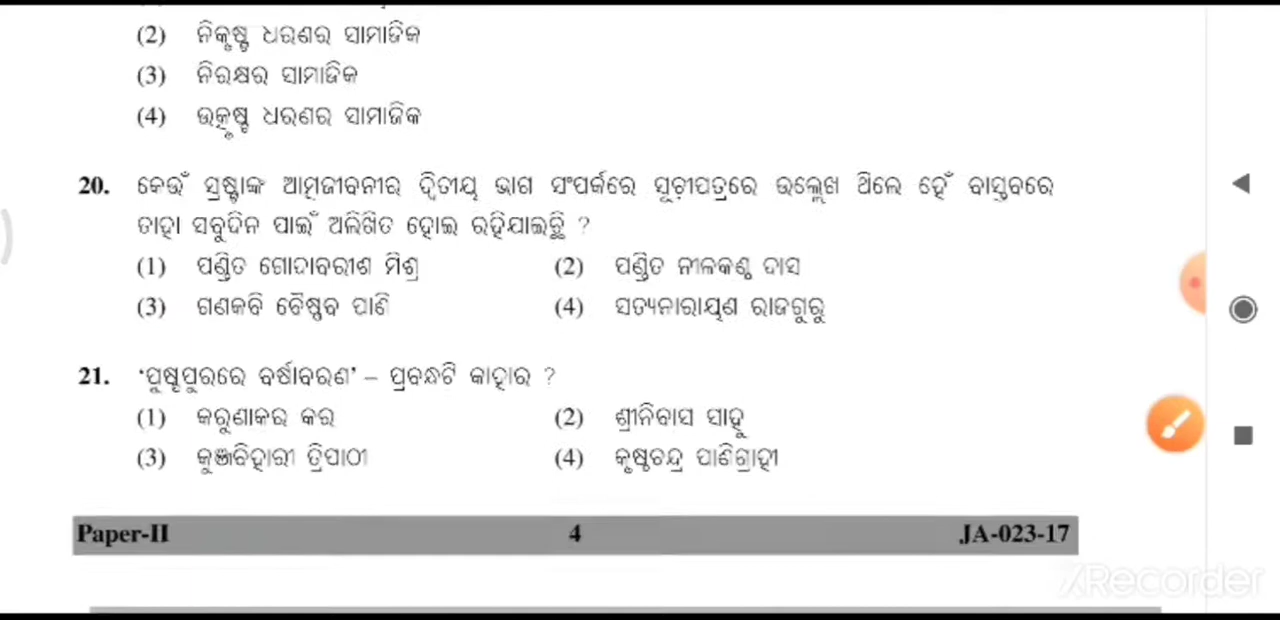 (2) ନିକୃଷ୍ଟ ଧରଣର ସାମାଜିକ
(3) ନିରକ୍ଷର ସାମାଜିକ
(4) ଉତ୍କୃଷ୍ଟ ଧରଣର ସାମାଜିକ
20. କେଉଁ ସ୍ରଷ୍ଟାଙ୍କ ଆତ୍ମଜୀବନୀର ଦ୍ୱିତୀୟ ଭାଗ ସଂପର୍କରେ ସୂଚୀପତ୍ରରେ ଉଲ୍ଲେଖ ଥିଲେ ହେଁ ବାସ୍ତବରେ
ତାହା ସବୁଦିନ ପାଇଁ ଅଲିଖିତ ହୋଇ ରହିଯାଇଛି ?
(1) ପଣ୍ଡିତ ଗୋଦାବରୀଶ ମିଶ୍ର (2) ପଣ୍ଡିତ ନୀଳକଣ୍ଠ ଦାସ
(3) ଗଣକବି ବୈଷ୍ଣବ ପାଣି (4) ସତ୍ୟନାରାୟଣ ରାଜଗୁରୁ
21. ‘ପୁଷ୍ପପୁରରେ ବର୍ଷାବରଣ’ – ପ୍ରବନ୍ଧଟି କାହାର ?
(1) କରୁଣାକର କର (2) ଶ୍ରୀନିବାସ ସାହୁ
(3) କୁଞ୍ଜବିହାରୀ ତ୍ରିପାଠୀ (4) କୃଷ୍ଣଚନ୍ଦ୍ର ପାଣିଗ୍ରାହୀ
Paper-II 4 JA-023-17
XRecorder